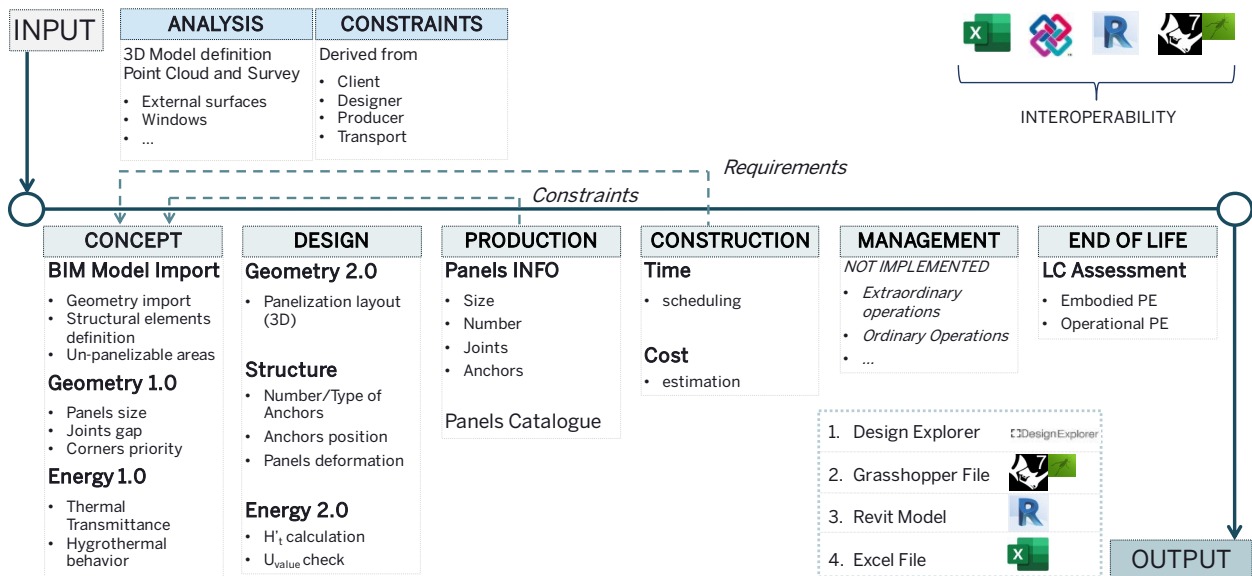 INPUT
ANALYSIS
3D Model definition
Point Cloud and Survey
• External surfaces
• Windows
• ...
CONSTRAINTS
Derived from
• Client
• Designer
• Producer
• Transport
X
R
7
INTEROPERABILITY
Requirements
Constraints
CONCEPT
BIM Model Import
• Geometry import
• Structural elements
definition
• Un-panelizable areas
Geometry 1.0
• Panels size
• Joints gap
• Corners priority
Energy 1.0
• Thermal
Transmittance
• Hygrothermal
behavior
DESIGN
Geometry 2.0
• Panelization layout
(3D)
Structure
• Number/Type of
Anchors
• Anchors position
• Panels deformation
Energy 2.0
• H't calculation
• Uvalue check
PRODUCTION
Panels INFO
• Size
• Number
• Joints
• Anchors
Panels Catalogue
CONSTRUCTION
Time
• scheduling
Cost
• estimation
MANAGEMENT
NOT IMPLEMENTED
• Extraordinary
operations
• Ordinary Operations
• ...
END OF LIFE
LC Assessment
• Embodied PE
• Operational PE
1. Design Explorer
DesignExplorer
2. Grasshopper File
7
3. Revit Model
R
4. Excel File
X
OUTPUT